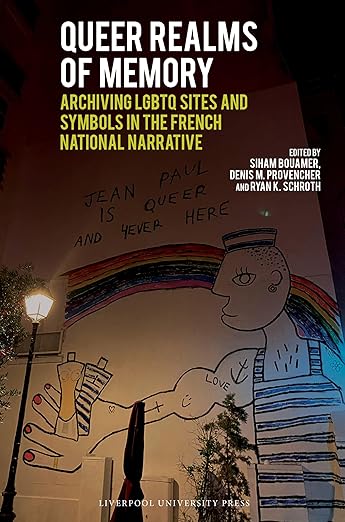 QUEER REALMS
OF MEMORY
ARCHIVING LGBTQ SITES AND
SYMBOLS IN THE FRENCH
NATIONAL NARRATIVE
EDITED BY
SIHAM BOUAMER,
DENIS M. PROVENCHER
AND RYAN K. SCHROTH
JEAN PAUL
IS QUEER
AND 4EVER HERE
LOVE
LIVERPOOL UNIVERSITY PRESS